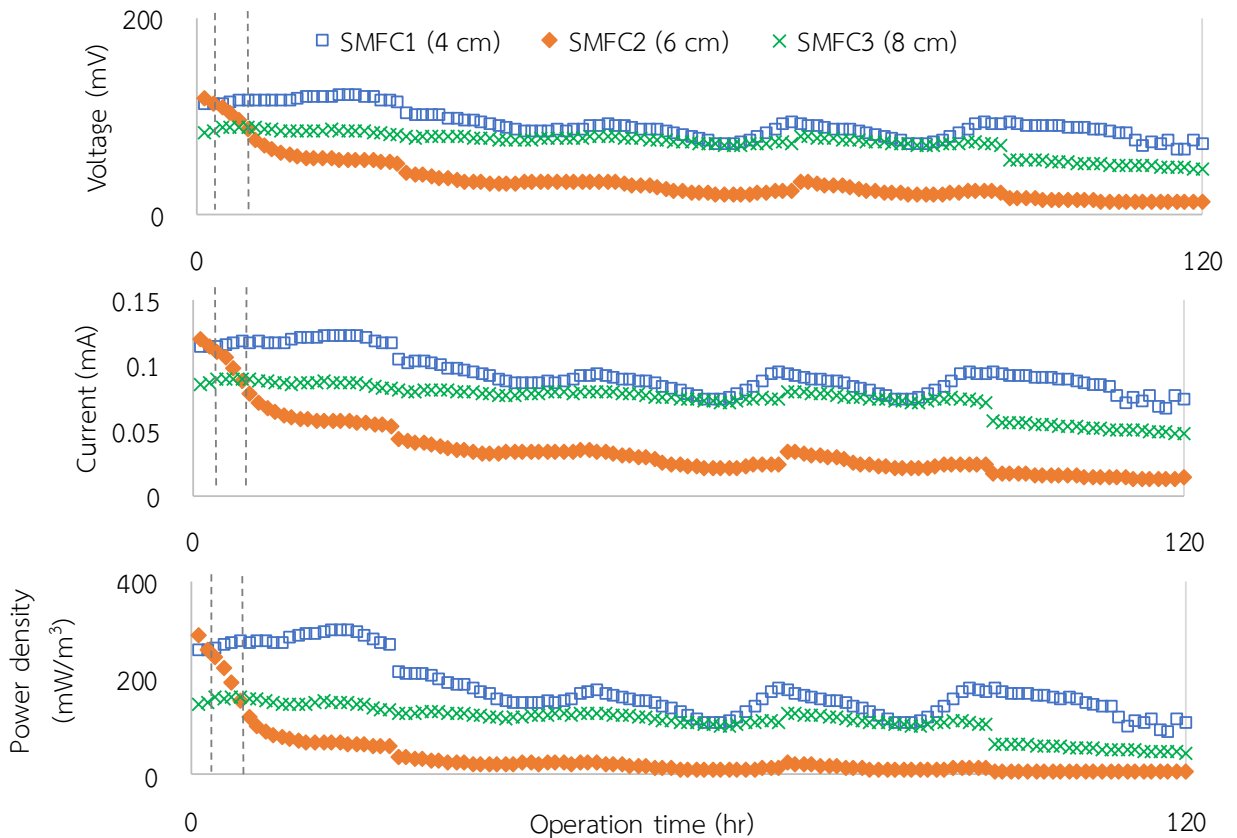 200
SMFC1 (4 cm) SMFC2 (6 cm) SMFC3 (8 cm)
Voltage (mV)
0
0 120
0.15
0.1
Current (mA)
0.05
0
0 120
400
Power density
(mW/m³)
200
0
0 Operation time (hr) 120